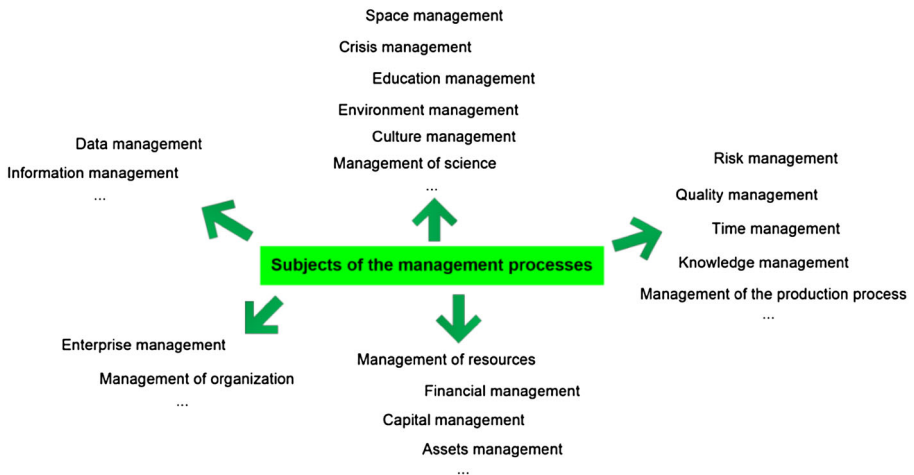 Space management
Crisis management
Education management
Environment management
Culture management
Management of science
...
Data management
Information management
...
Risk management
Quality management
Time management
Knowledge management
Management of the production process
...
Subjects of the management processes
Enterprise management
Management of organization
...
Management of resources
Financial management
Capital management
Assets management
...